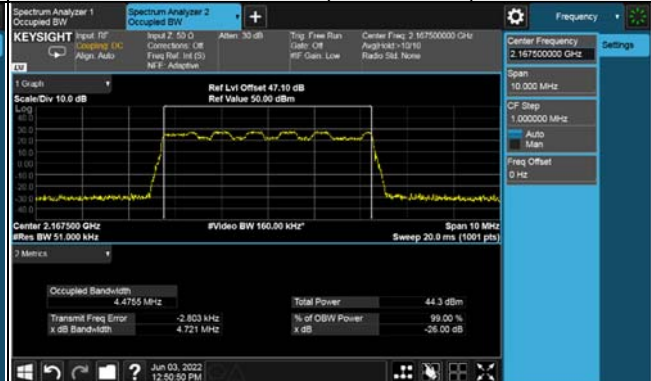 Spectrum Analyzer 1
Occupied BW
Spectrum Analyzer 2
Occupied BW
+
Frequency
KEYSIGHT
Input: RF
Coupling: DC
Align: Auto
Input Z: 50 Ω
Corrections: Off
Freq Ref: Int (S)
NFE: Adaptive
Atten: 30 dB
Trig: Free Run
Gate: Off
#IF Gain: Low
Center Freq: 2.167500000 GHz
Avg|Hold:>10/10
Radio Std: None
Center Frequency
2.167500000 GHz
Settings
Span
10.000 MHz
CF Step
1.000000 MHz
Auto
Man
Freq Offset
0 Hz
1 Graph
Scale/Div 10.0 dB
Ref Lvl Offset 47.10 dB
Ref Value 50.00 dBm
Log
40.0
30.0
20.0
10.0
0.00
-10.0
-20.0
-30.0
-40.0
Center 2.167500 GHz
#Res BW 51.000 kHz
#Video BW 160.00 kHz*
Span 10 MHz
Sweep 20.0 ms (1001 pts)
2 Metrics
Occupied Bandwidth
4.4755 MHz
Total Power
44.3 dBm
Transmit Freq Error
-2.803 kHz
% of OBW Power
99.00 %
x dB Bandwidth
4.721 MHz
x dB
-26.00 dB
?
Jun 03, 2022
12:50:50 PM